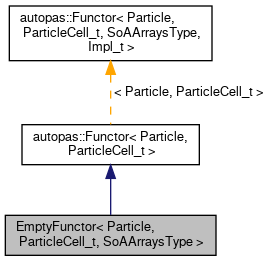 autopas::Functor< Particle,
ParticleCell_t, SoAArraysType,
Impl_t >
< Particle, ParticleCell_t >
autopas::Functor< Particle,
ParticleCell_t >
EmptyFunctor< Particle,
ParticleCell_t, SoAArraysType >